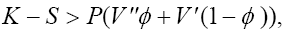 K − S > P(V″ϕ + V′(1 − ϕ )),